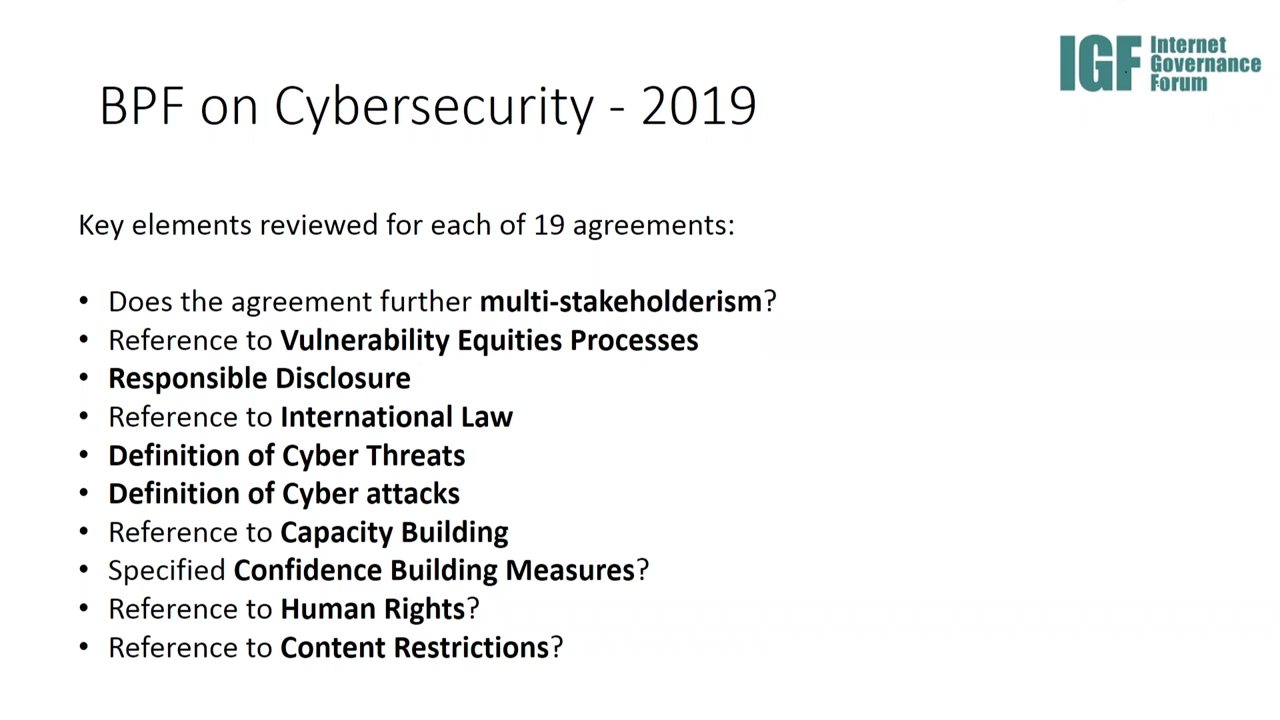 IGF Internet
Governance
Forum
BPF on Cybersecurity - 2019
Key elements reviewed for each of 19 agreements:
• Does the agreement further multi-stakeholderism?
• Reference to Vulnerability Equities Processes
• Responsible Disclosure
• Reference to International Law
• Definition of Cyber Threats
• Definition of Cyber attacks
• Reference to Capacity Building
• Specified Confidence Building Measures?
• Reference to Human Rights?
• Reference to Content Restrictions?